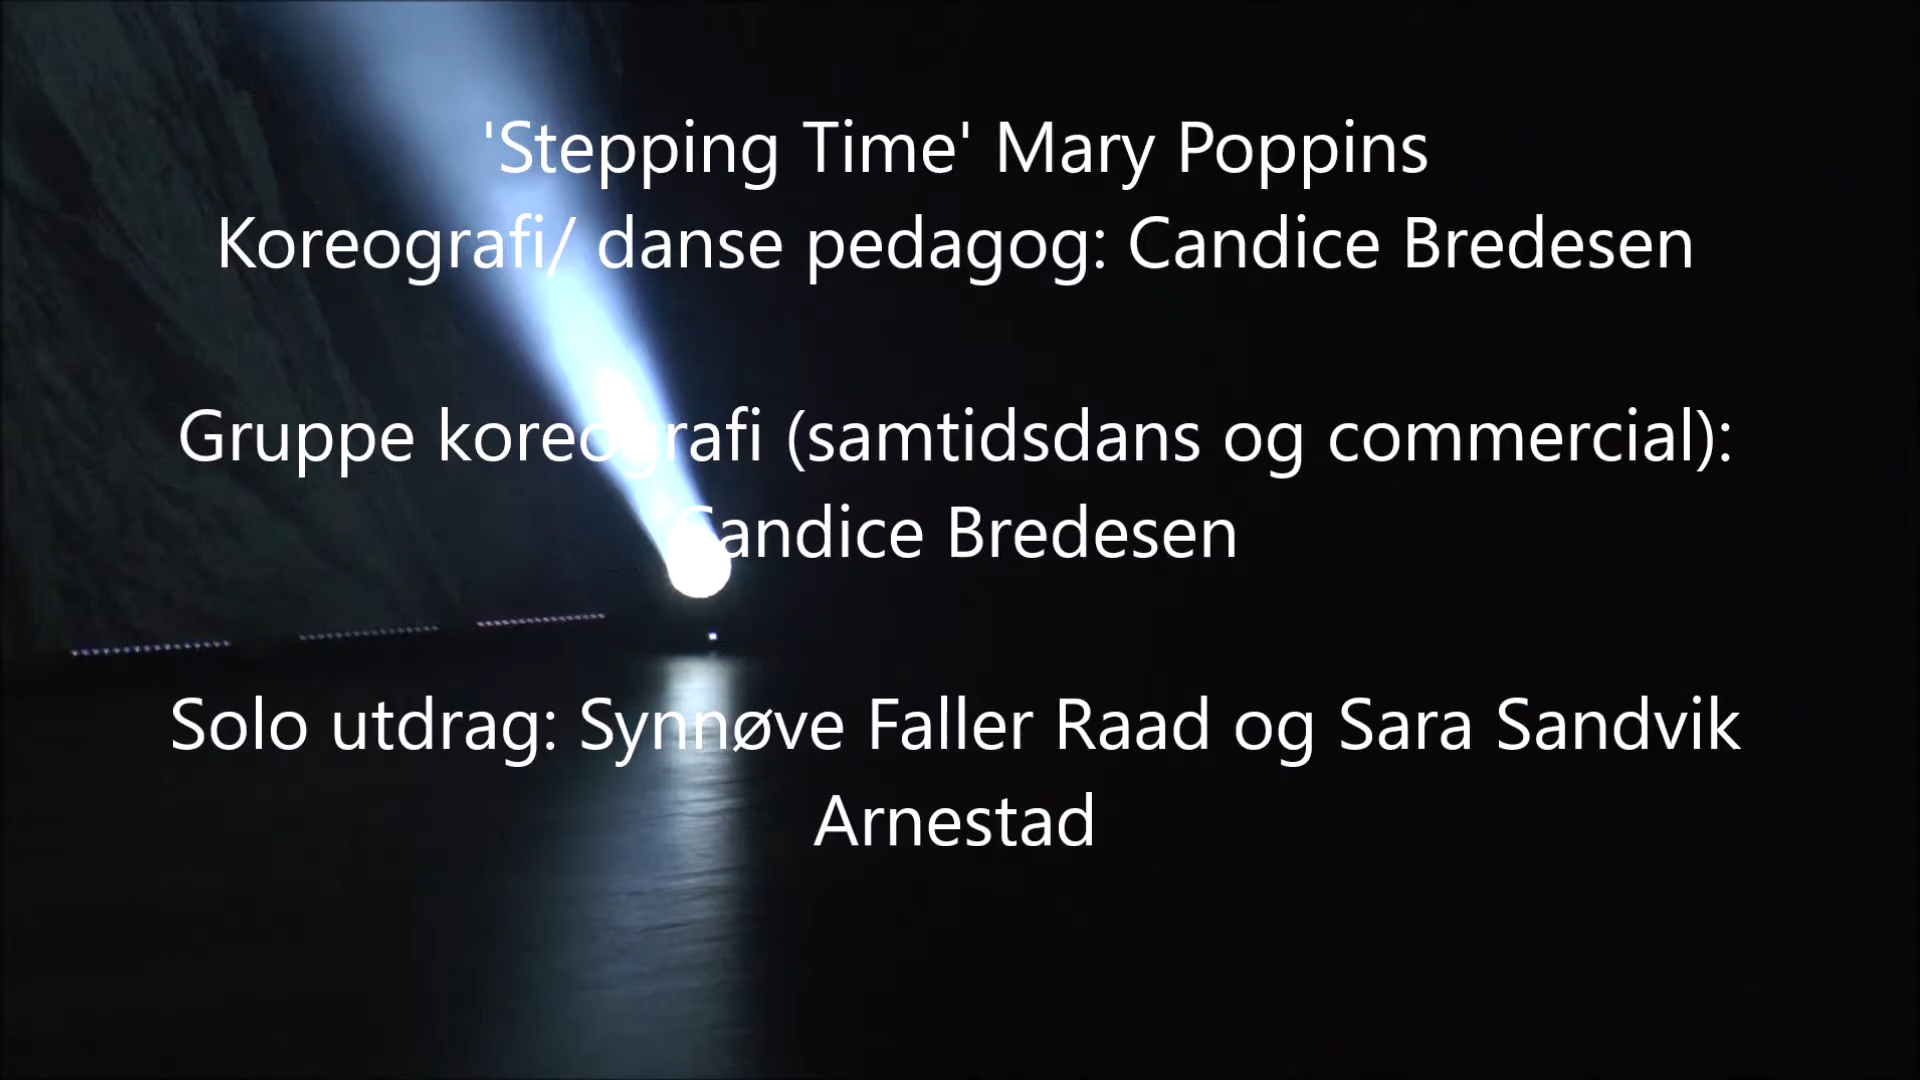 'Stepping Time' Mary Poppins
Koreografi/ danse pedagog: Candice Bredesen
Gruppe koreografi (samtidsdans og commercial):
Candice Bredesen
Solo utdrag: Synnøve Faller Raad og Sara Sandvik
Arnestad